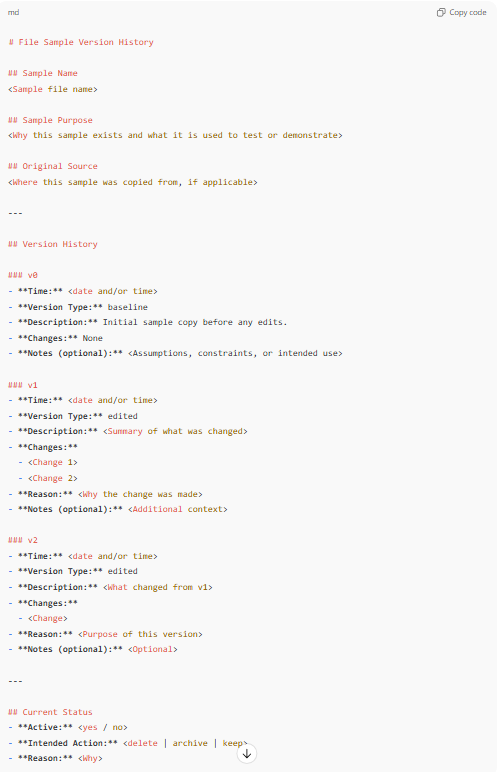 md
Copy code
# File Sample Version History
## Sample Name
<Sample file name>
## Sample Purpose
<Why this sample exists and what it is used to test or demonstrate>
## Original Source
<Where this sample was copied from, if applicable>
---
## Version History
### v0
- **Time:** <date and/or time>
- **Version Type:** baseline
- **Description:** Initial sample copy before any edits.
- **Changes:** None
- **Notes (optional):** <Assumptions, constraints, or intended use>
### v1
- **Time:** <date and/or time>
- **Version Type:** edited
- **Description:** <Summary of what was changed>
- **Changes:**
  - <Change 1>
  - <Change 2>
- **Reason:** <Why the change was made>
- **Notes (optional):** <Additional context>
### v2
- **Time:** <date and/or time>
- **Version Type:** edited
- **Description:** <What changed from v1>
- **Changes:**
  - <Change>
- **Reason:** <Purpose of this version>
- **Notes (optional):** <Optional>
---
## Current Status
- **Active:** <yes / no>
- **Intended Action:** <delete | archive | keep>
- **Reason:** <Why>